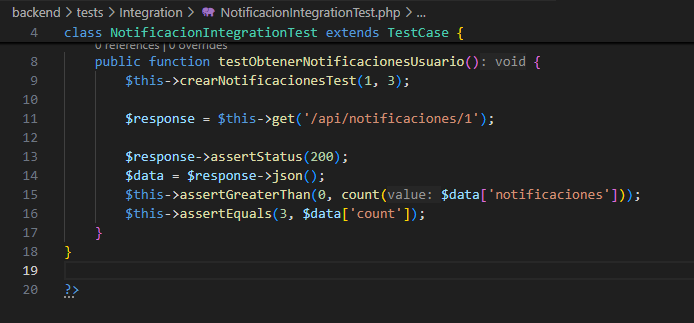 backend > tests > Integration > NotificacionIntegrationTest.php > ...
4 class NotificacionIntegrationTest extends TestCase {
0 references | 0 overrides
8 public function testObtenerNotificacionesUsuario(): void {
9 $this->crearNotificacionesTest(1, 3);
10
11 $response = $this->get('/api/notificaciones/1');
12
13 $response->assertStatus(200);
14 $data = $response->json();
15 $this->assertGreaterThan(0, count(value: $data['notificaciones']));
16 $this->assertEquals(3, $data['count']);
17 }
18 }
19
20 ?>